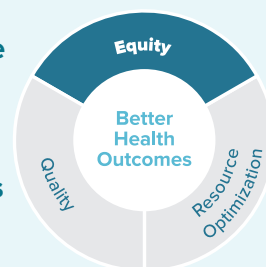 Equity
Better
Health
Outcomes
Quality
Resource
Optimization